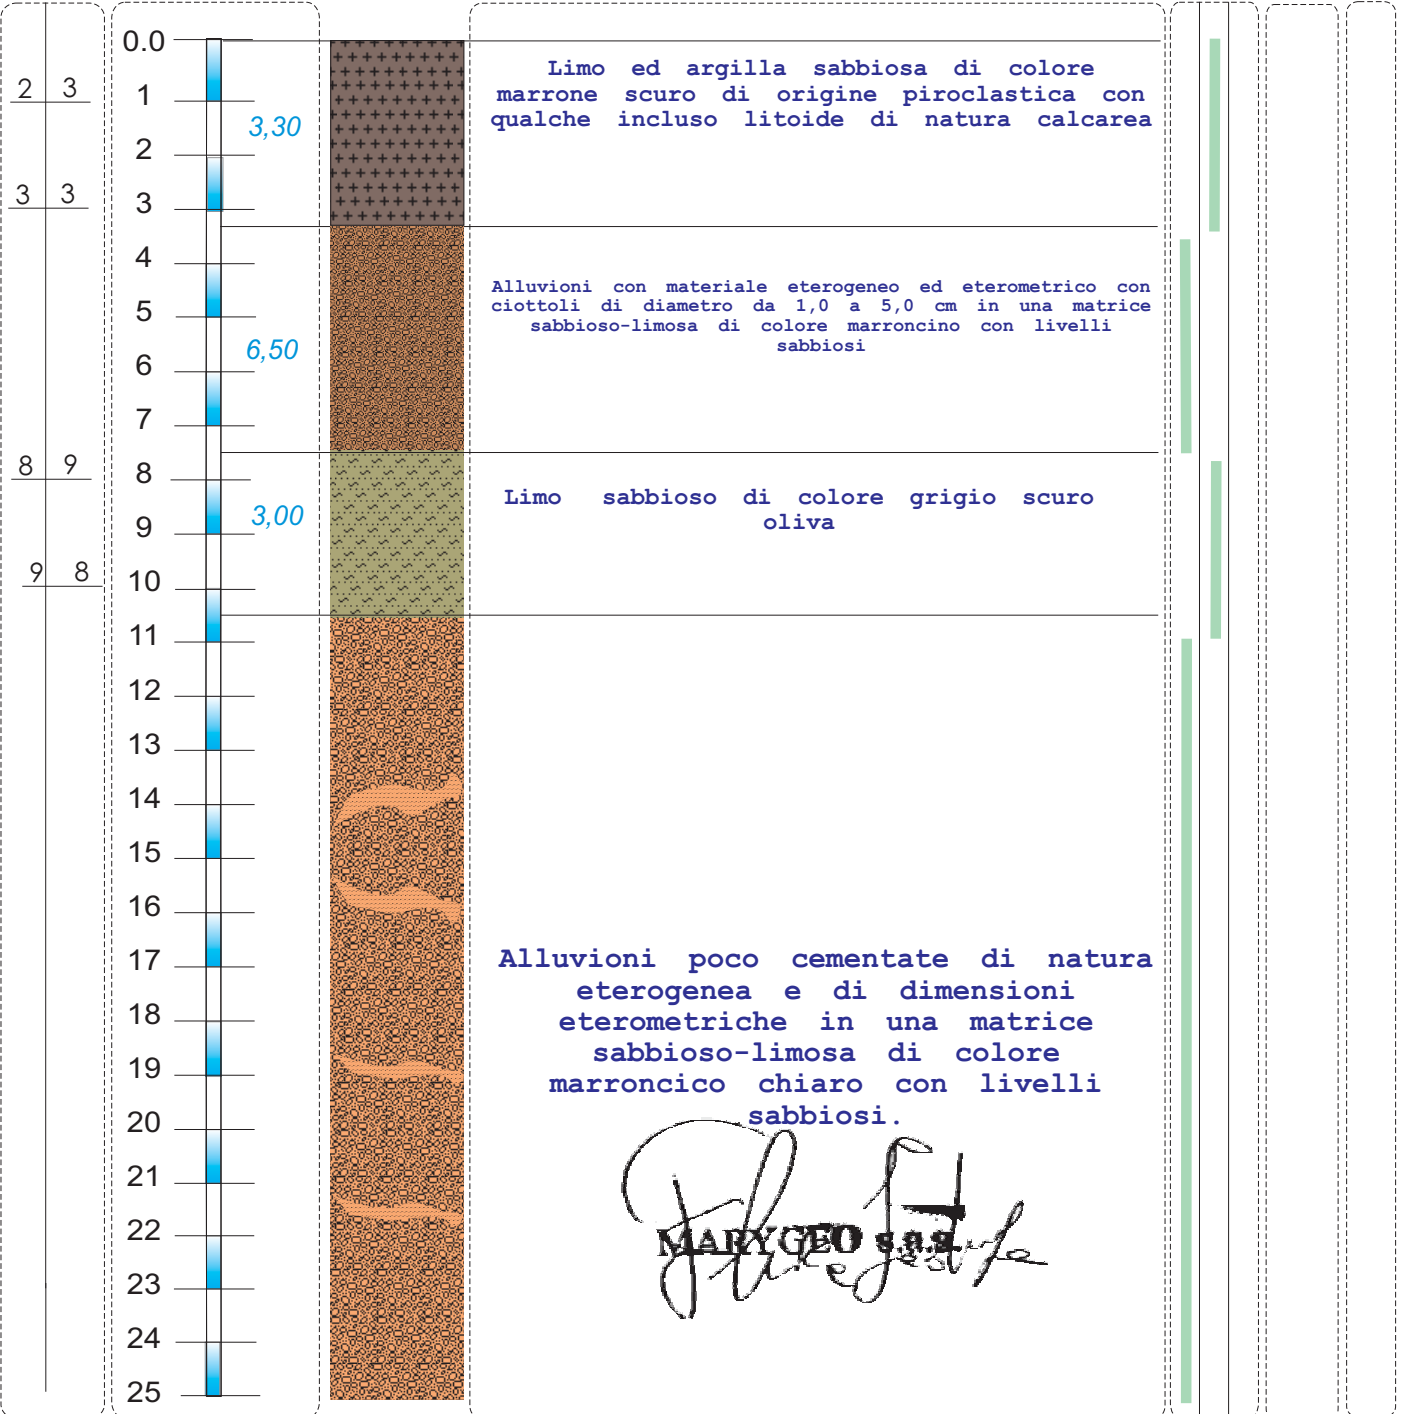 0.0
2 3
1
3,30
2
3 3
3
Limo ed argilla sabbiosa di colore
marrone scuro di origine piroclastica con
qualche incluso litoide di natura calcarea
4
5
6,50
6
7
Alluvioni con materiale eterogeneo ed eterometrico con
ciottoli di diametro da 1,0 a 5,0 cm in una matrice
sabbioso-limosa di colore marroncino con livelli
sabbiosi
8 9
8
3,00
9
9 8
10
Limo sabbioso di colore grigio scuro
oliva
11
12
13
14
15
16
17
18
19
20
21
22
23
24
25
Alluvioni poco cementate di natura
eterogenea e di dimensioni
eterometriche in una matrice
sabbioso-limosa di colore
marroncico chiaro con livelli
sabbiosi.
MARYGEO s.a.s.